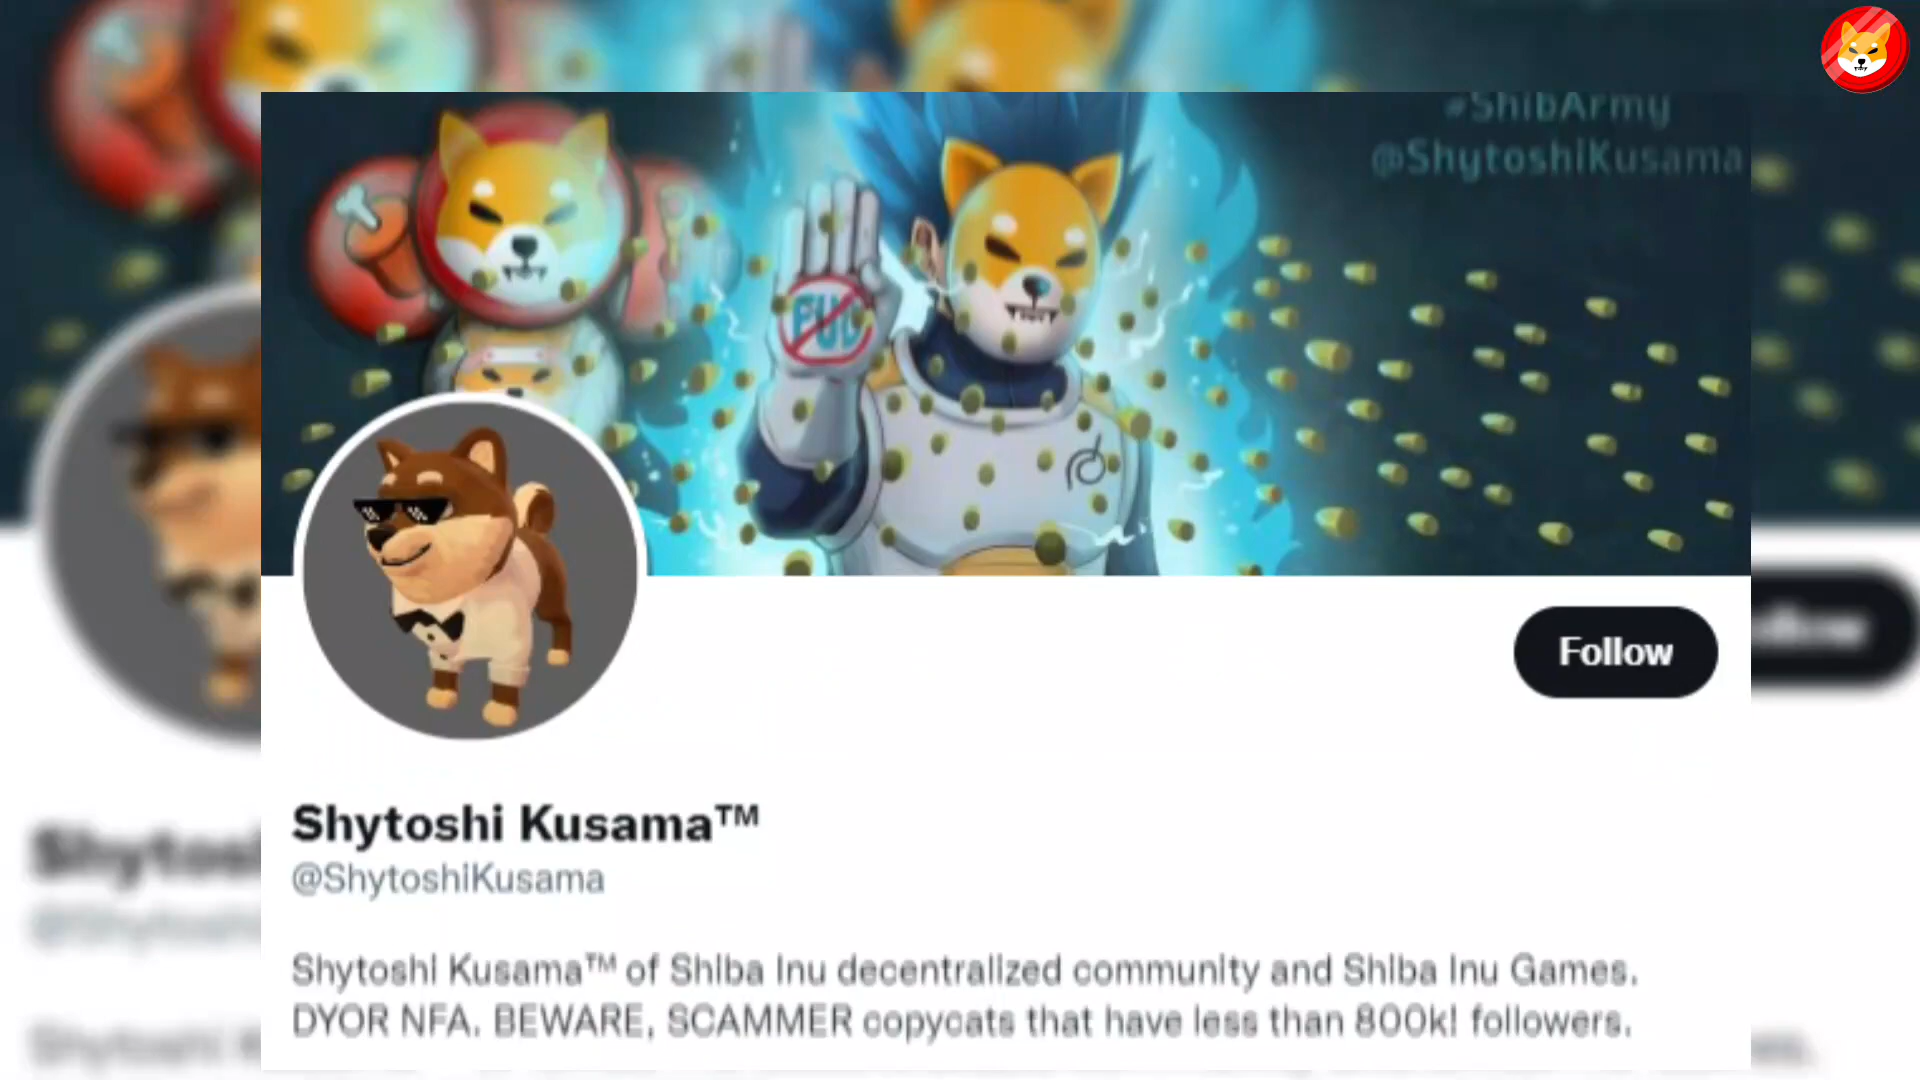 #ShibArmy
@ShytoshiKusama
FUD
Follow
Shytoshi Kusama™
@ShytoshiKusama
Shytoshi Kusama™ of Shiba Inu decentralized community and Shiba Inu Games.
DYOR NFA. BEWARE, SCAMMER copycats that have less than 800k! followers.